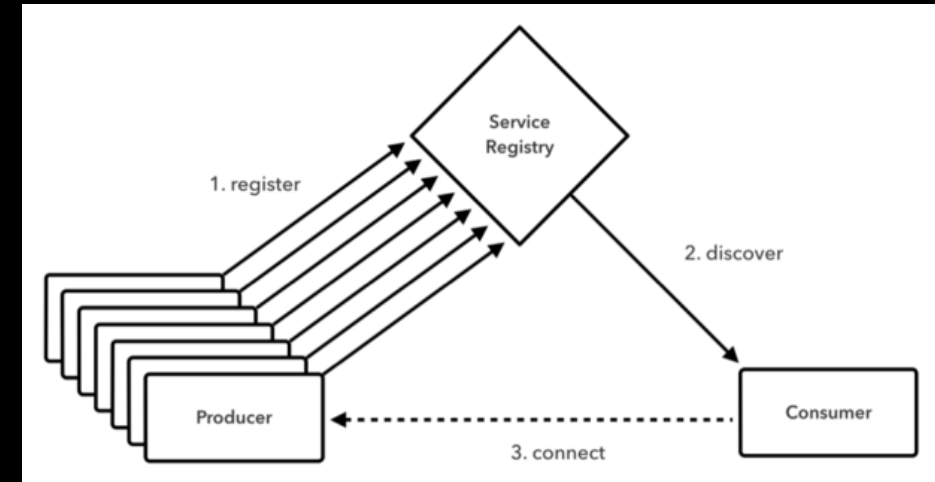 Service
Registry
1. register
2. discover
Producer
Consumer
3. connect